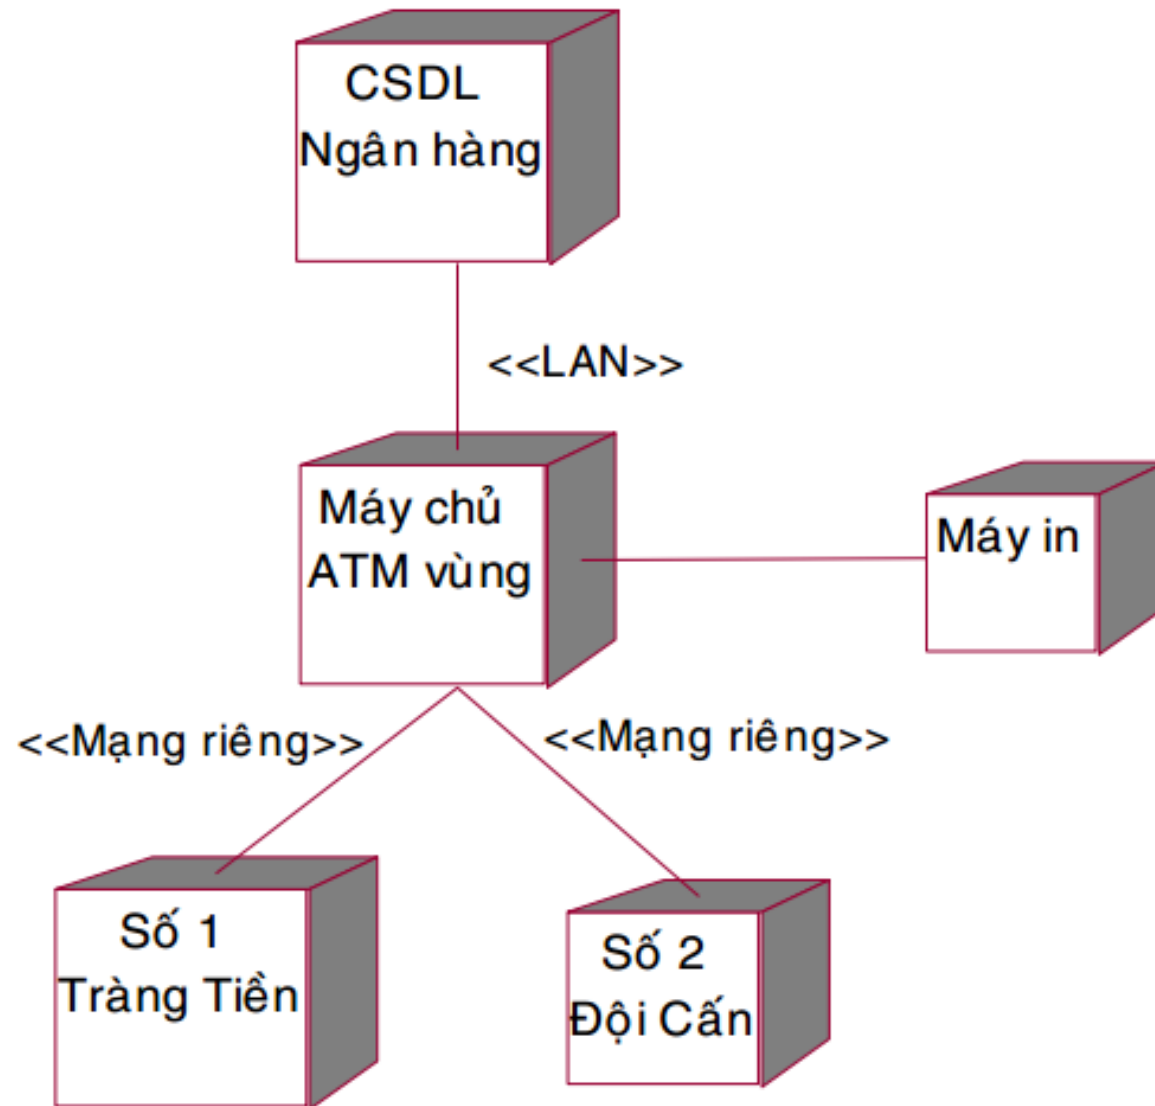 CSDL
Ngân hàng
<<LAN>>
Máy chủ
ATM vùng
Máy in
<<Mạng riêng>>
<<Mạng riêng>>
Số 1
Tràng Tiền
Số 2
Đội Cấn